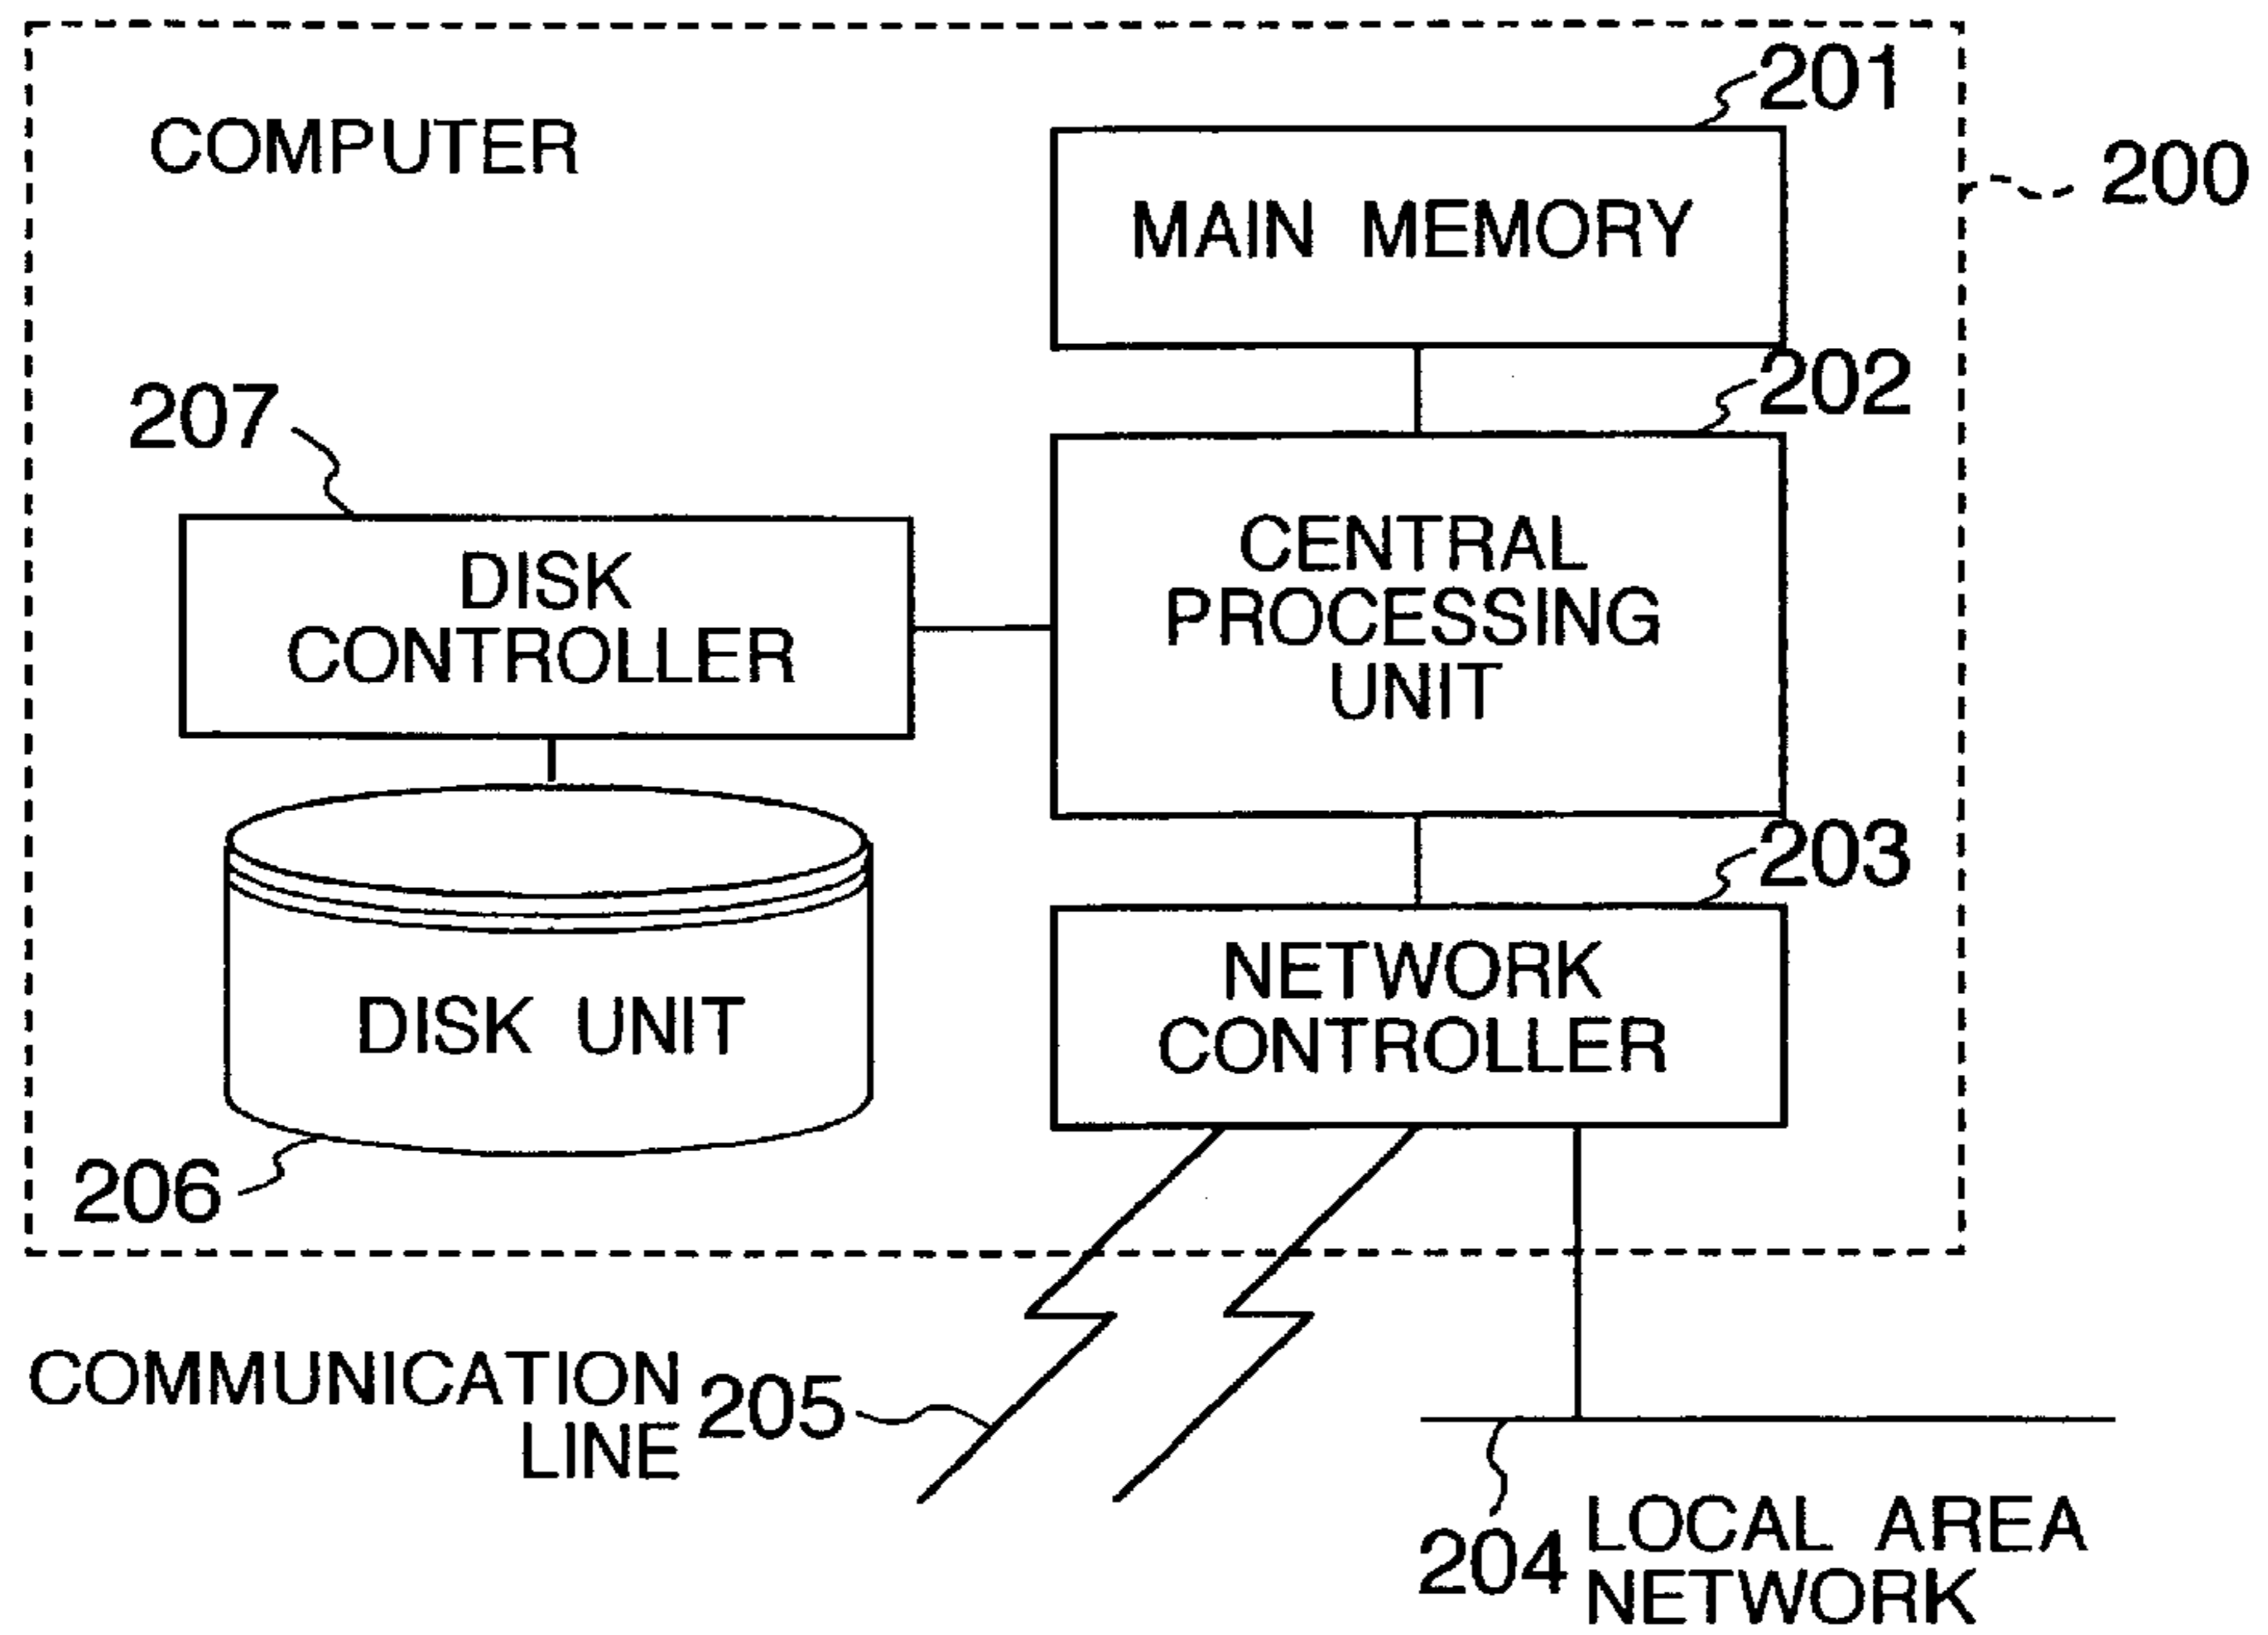 201
COMPUTER
200
MAIN MEMORY
202
207
CENTRAL
PROCESSING
UNIT
DISK
CONTROLLER
203
NETWORK
CONTROLLER
DISK UNIT
206
COMMUNICATION
LINE
205
204
LOCAL AREA
NETWORK